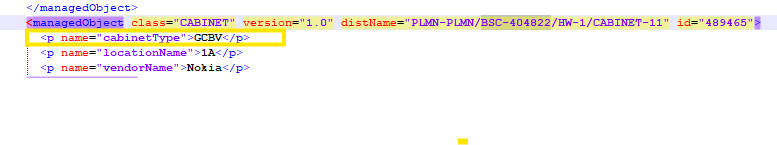 </managedObject>
<managedObject class="CABINET" version="1.0" distName="PLMN-PLMN/BSC-404822/HW-1/CABINET-11" id="489465">
<p name="cabinetType">GCBV</p>
<p name="locationName">1A</p>
<p name="vendorName">Nokia</p>